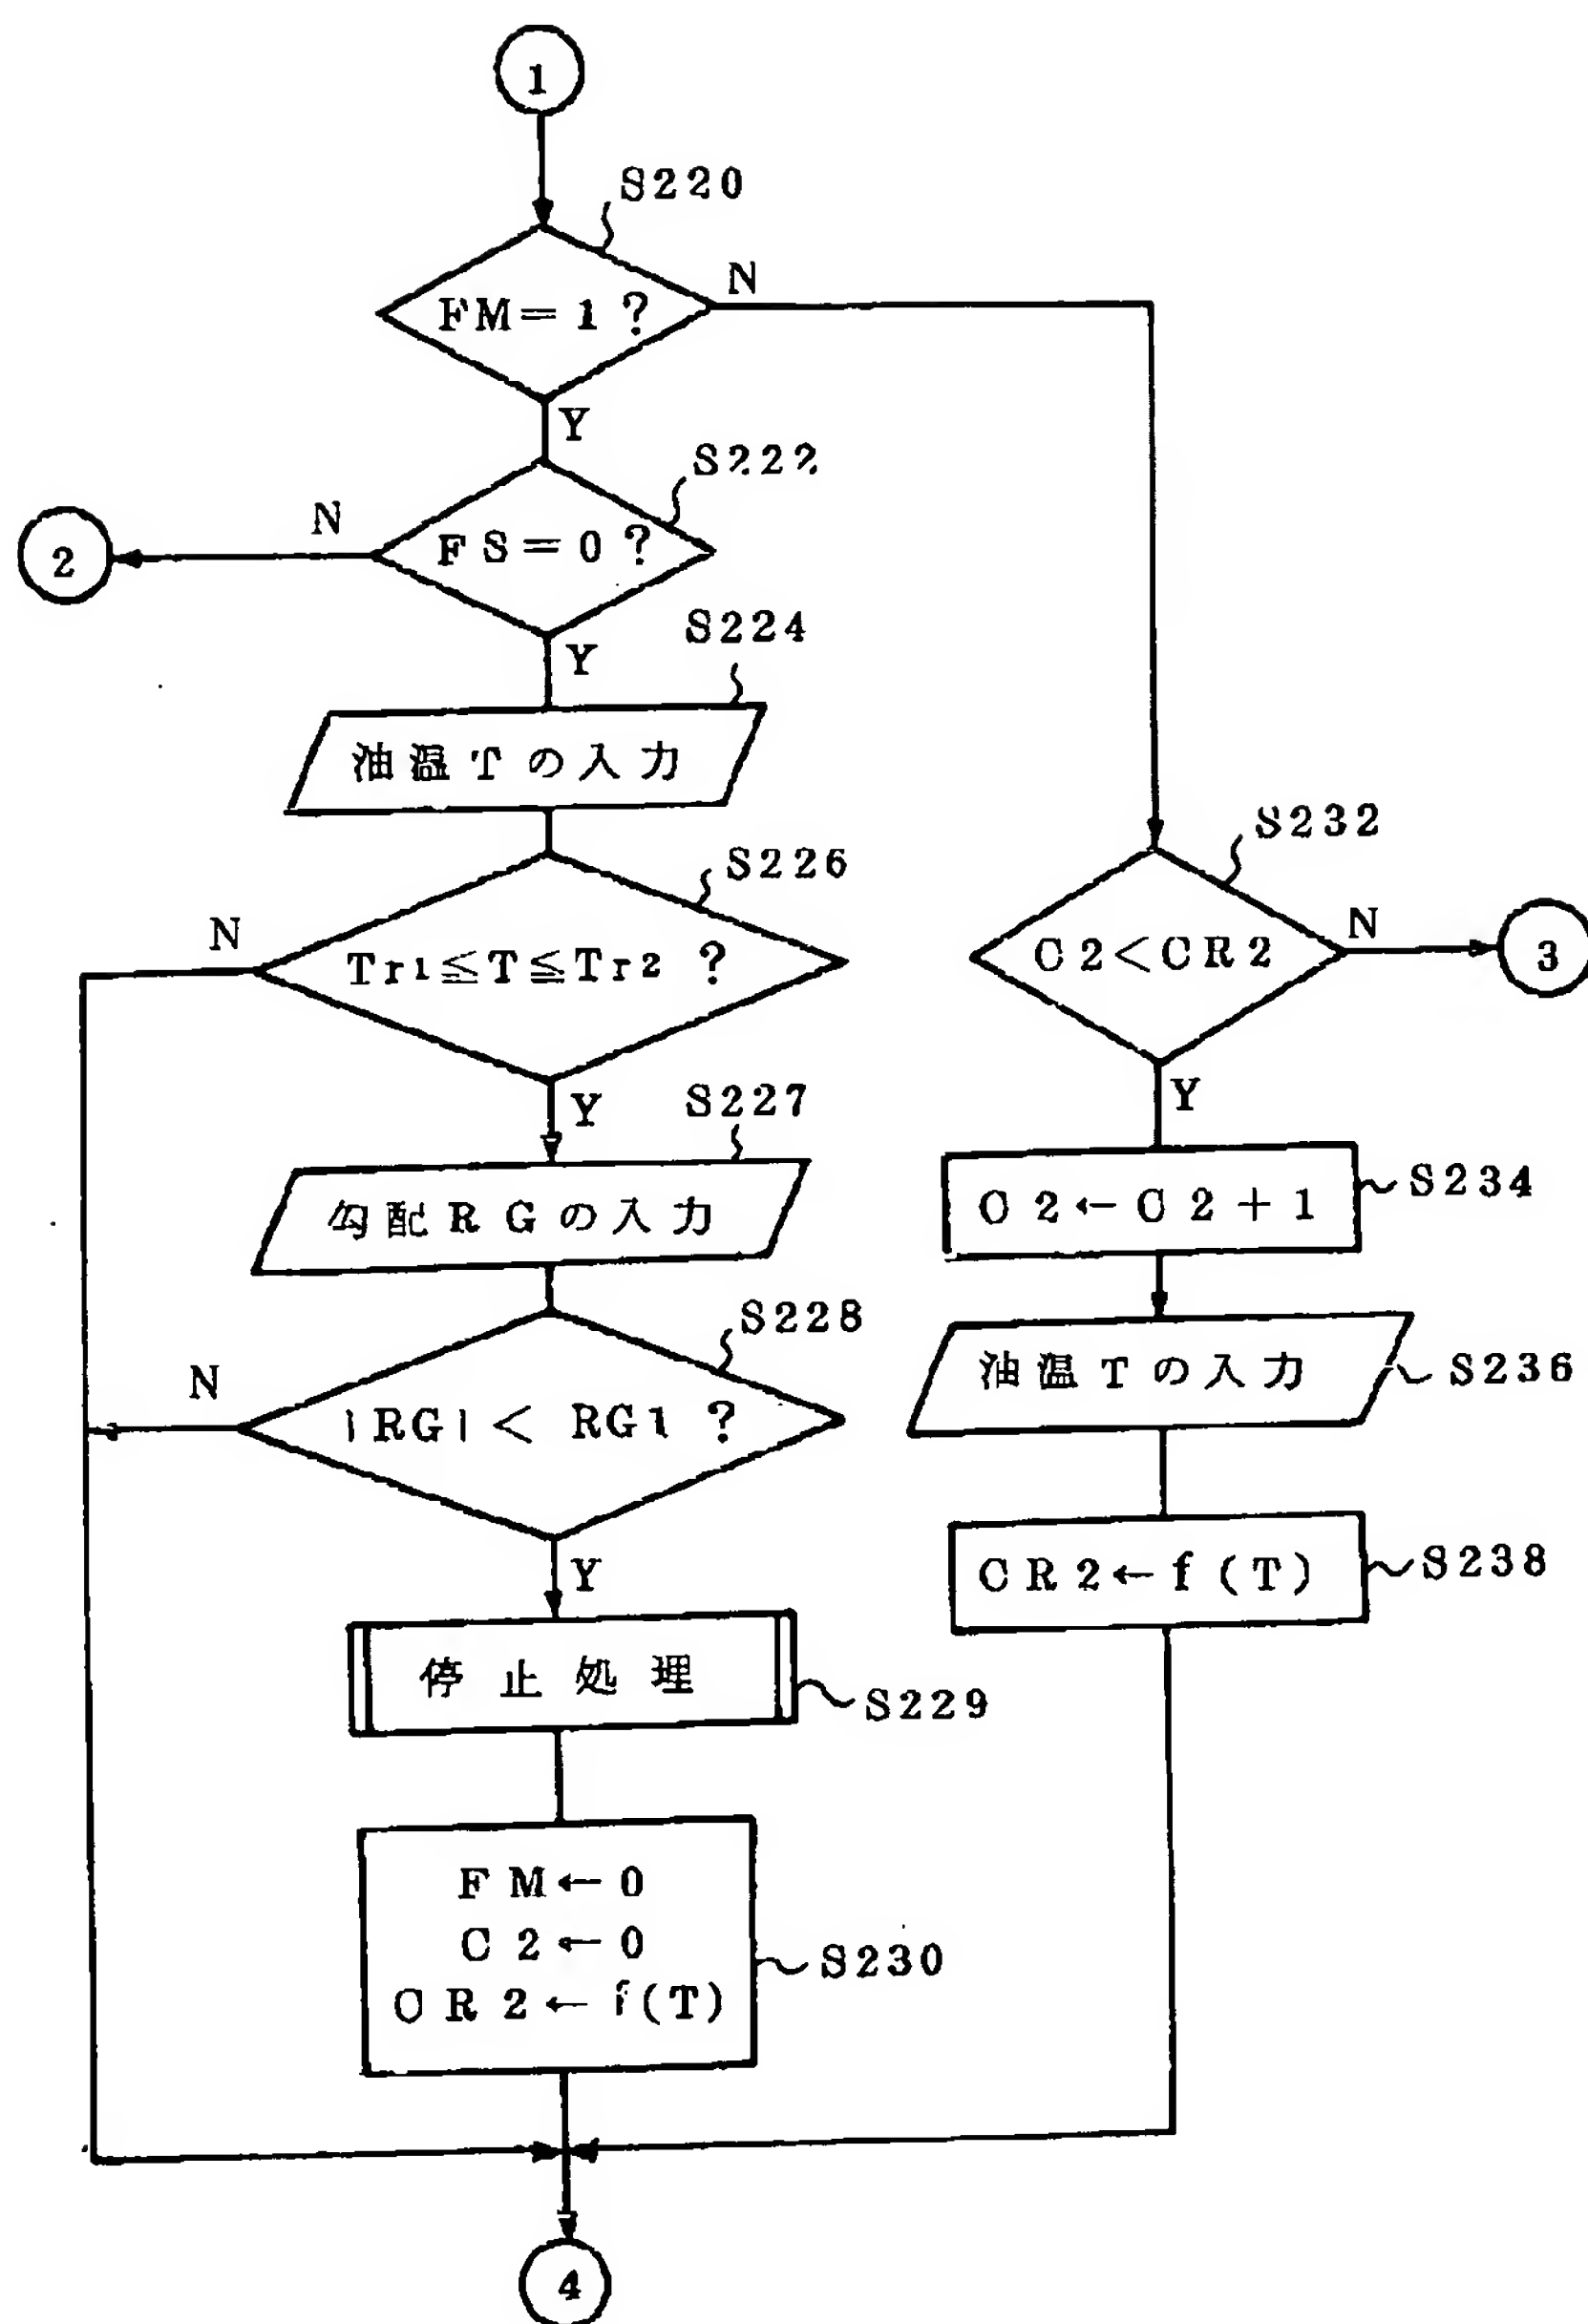 1
S220
FM=1?
N
Y
S222
FS=0?
N
2
Y
S224
油温Tの入力
S226
Tr1≦T≦Tr2?
N
Y
S227
勾配RGの入力
S228
|RG|< RG1?
N
Y
停止処理
S229
FM←0
C2←0
CR2←f(T)
S230
S232
C2<CR2
N
3
Y
C2←C2+1
S234
油温Tの入力
S236
CR2←f(T)
S238
4